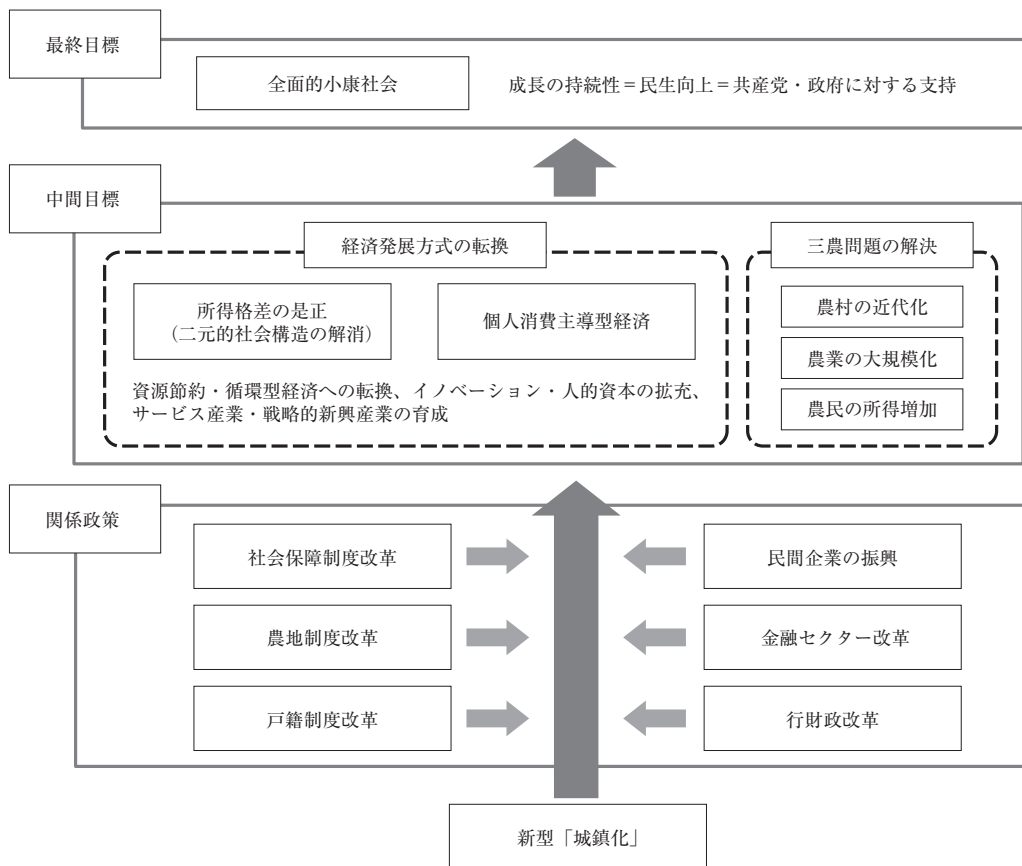 最終目標
全面的小康社会
成長の持続性=民生向上=共産党・政府に対する支持
中間目標
経済発展方式の転換
所得格差の是正
(二元的社会構造の解消)
個人消費主導型経済
資源節約・循環型経済への転換、イノベーション・人的資本の拡充、
サービス産業・戦略的新興産業の育成
三農問題の解決
農村の近代化
農業の大規模化
農民の所得増加
関係政策
社会保障制度改革
農地制度改革
戸籍制度改革
民間企業の振興
金融セクター改革
行財政改革
新型「城鎮化」